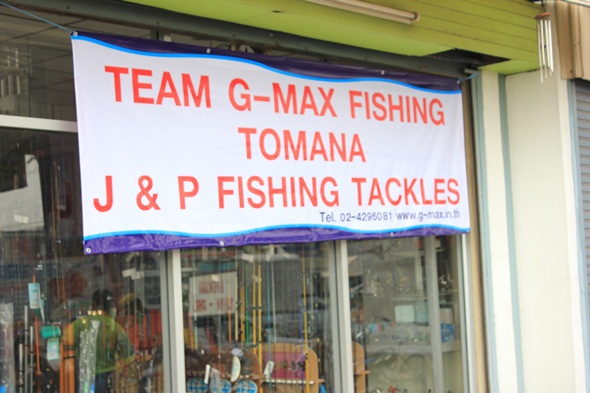 TEAM G-MAX FISHING
TOMANA
J & P FISHING TACKLES
Tel. 02-4295081 www.g-max.in.th